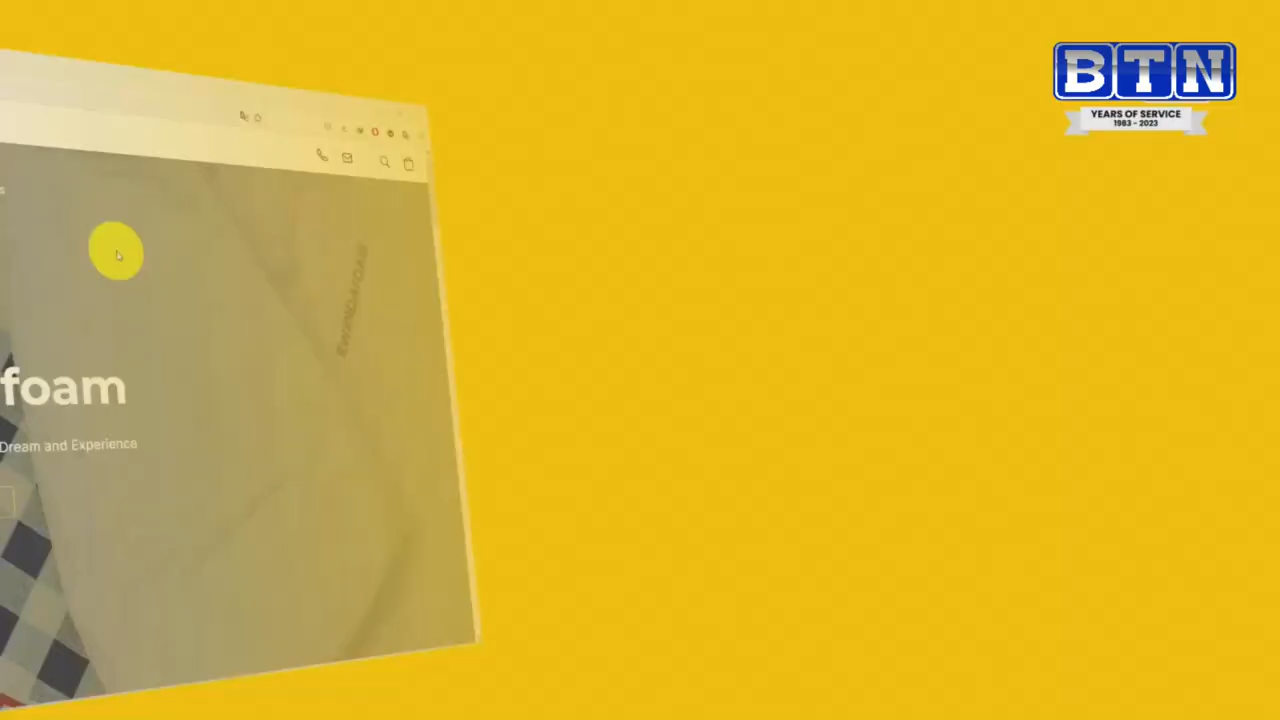 BTN
YEARS OF SERVICE
1983 - 2023
foam
Dream and Experience